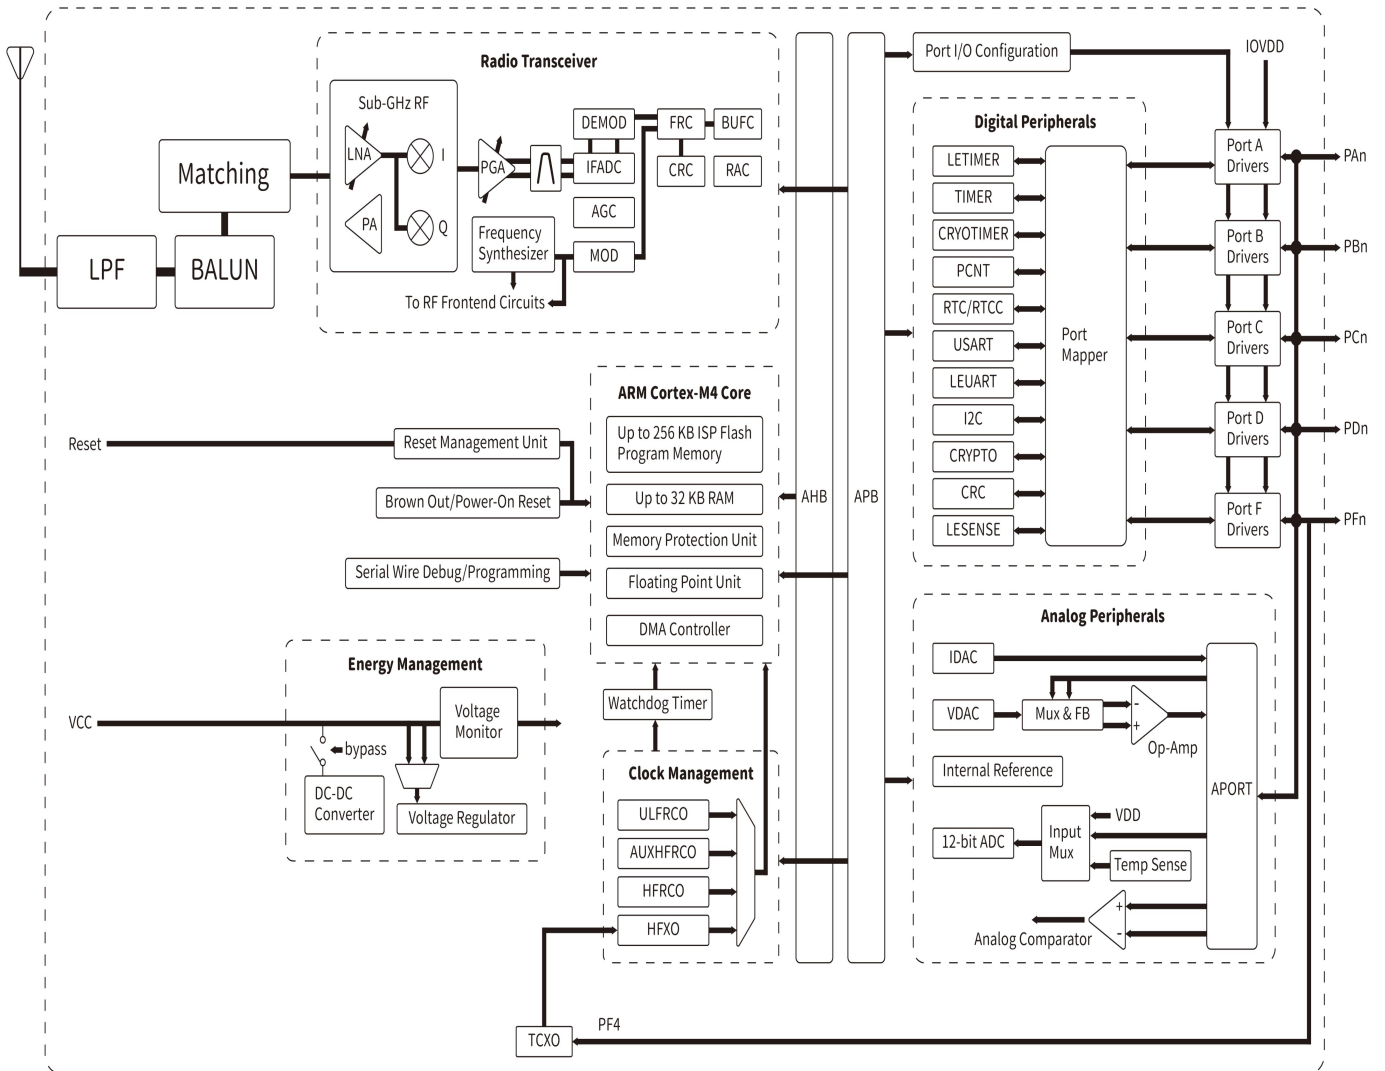 Radio Transceiver
Sub-GHz RF
LNA
I
PA
Q
PGA
DEMOD
FRC
BUFC
IFADC
CRC
RAC
AGC
Frequency
Synthesizer
MOD
To RF Frontend Circuits
Matching
LPF
BALUN
ARM Cortex-M4 Core
Up to 256 KB ISP Flash
Program Memory
Up to 32 KB RAM
Memory Protection Unit
Floating Point Unit
DMA Controller
Reset
Reset Management Unit
Brown Out/Power-On Reset
Serial Wire Debug/Programming
Energy Management
VCC
Voltage
Monitor
bypass
DC-DC
Converter
Voltage Regulator
Watchdog Timer
Clock Management
ULFRCO
AUXHFRCO
HFRCO
HFXO
TCXO
PF4
AHB
APB
Port I/O Configuration
IOVDD
Digital Peripherals
LETIMER
TIMER
CRYOTIMER
PCNT
RTC/RTCC
USART
LEUART
I2C
CRYPTO
CRC
LESENSE
Port
Mapper
Port A
Drivers
PAn
Port B
Drivers
PBn
Port C
Drivers
PCn
Port D
Drivers
PDn
Port F
Drivers
PFn
Analog Peripherals
IDAC
VDAC
Mux & FB
-
+
Op-Amp
Internal Reference
APORT
12-bit ADC
Input
Mux
VDD
Temp Sense
+
-
Analog Comparator